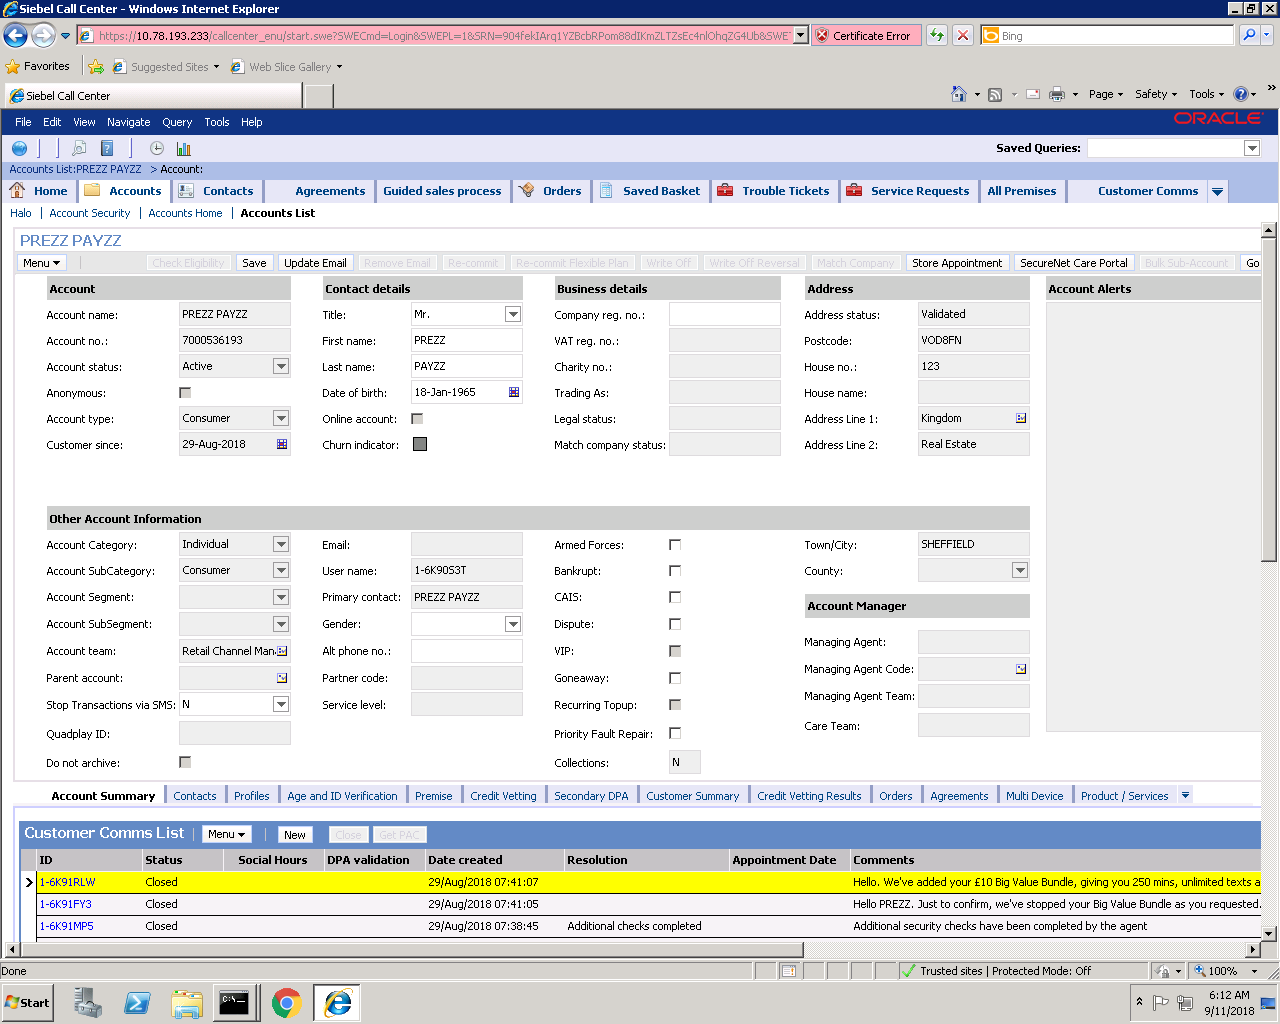 Siebel Call Center - Windows Internet Explorer
https://10.78.193.233/callcenter_enu/start.swe?SWECmd=Login&SWEPL=1&SRN=904fekIArq1YZBcbRPom88dIKmZLTZsEc4nlOhqZG4Ub&SWET
Certificate Error
Bing
Favorites
Suggested Sites
Web Slice Gallery
Siebel Call Center
Page
Safety
Tools
File Edit View Navigate Query Tools Help
ORACLE
Saved Queries:
Accounts List:PREZZ PAYZZ > Account:
Home Accounts Contacts Agreements Guided sales process Orders Saved Basket Trouble Tickets Service Requests All Premises Customer Comms
Halo | Account Security | Accounts Home | Accounts List
PREZZ PAYZZ
Menu Check Eligibility Save Update Email Remove Email Re-commit Re-commit Flexible Plan Write Off Write Off Reversal Match Company Store Appointment SecureNet Care Portal Bulk Sub-Account Go
Account Contact details Business details Address Account Alerts
Account name: PREZZ PAYZZ Title: Mr. Company reg. no.: Address status: Validated
Account no.: 7000536193 First name: PREZZ VAT reg. no.: Postcode: VOD8FN
Account status: Active Last name: PAYZZ Charity no.: House no.: 123
Anonymous: Date of birth: 18-Jan-1965 Trading As: House name:
Account type: Consumer Online account: Legal status: Address Line 1: Kingdom
Customer since: 29-Aug-2018 Churn indicator: Match company status: Address Line 2: Real Estate
Other Account Information
Account Category: Individual Email: Armed Forces: Town/City: SHEFFIELD
Account SubCategory: Consumer User name: 1-6K90S3T Bankrupt: County:
Account Segment: Primary contact: PREZZ PAYZZ CAIS: Account Manager
Account SubSegment: Gender: Dispute:
Account team: Retail Channel Man Alt phone no.: VIP: Managing Agent:
Parent account: Partner code: Goneaway: Managing Agent Code:
Stop Transactions via SMS: N Service level: Recurring Topup: Managing Agent Team:
Quadplay ID: Priority Fault Repair: Care Team:
Do not archive: Collections: N
Account Summary Contacts Profiles Age and ID Verification Premise Credit Vetting Secondary DPA Customer Summary Credit Vetting Results Orders Agreements Multi Device Product / Services
Customer Comms List Menu New Close Get PAC
ID Status Social Hours DPA validation Date created Resolution Appointment Date Comments
1-6K91RLW Closed 29/Aug/2018 07:41:07 Hello. We've added your £10 Big Value Bundle, giving you 250 mins, unlimited texts a
1-6K91FY3 Closed 29/Aug/2018 07:41:05 Hello PREZZ. Just to confirm, we've stopped your Big Value Bundle as you requested.
1-6K91MP5 Closed 29/Aug/2018 07:38:45 Additional checks completed Additional security checks have been completed by the agent
Done
Trusted sites | Protected Mode: Off
100%
Start
6:12 AM
9/11/2018